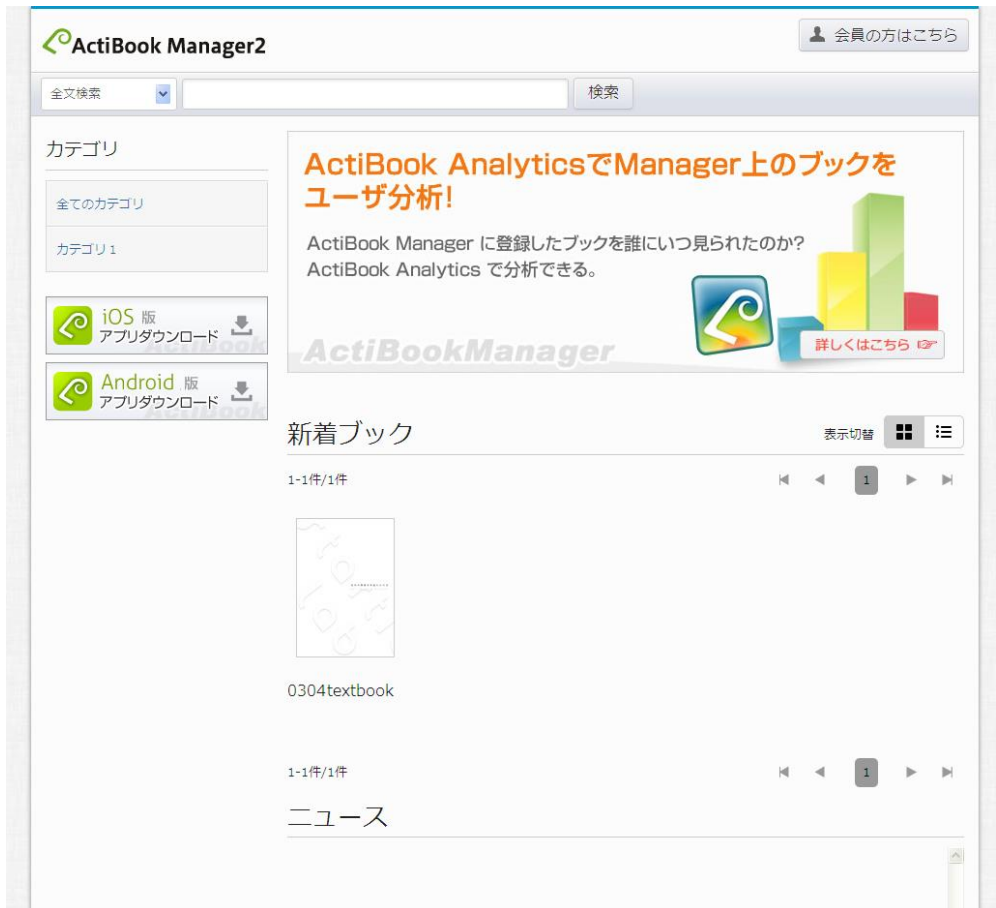 ActiBook Manager2
会員の方はこちら
全文検索
検索
カテゴリ
全てのカテゴリ
カテゴリ 1
iOS 版
アプリダウンロード
ActiBook
Android 版
アプリダウンロード
ActiBook
ActiBook AnalyticsでManager上のブックを
ユーザ分析!
ActiBook Manager に登録したブックを誰にいつ見られたのか?
ActiBook Analytics で分析できる。
ActiBookManager
詳しくはこちら
新着ブック
表示切替
1-1件/1件
1
0304textbook
1-1件/1件
1
ニュース